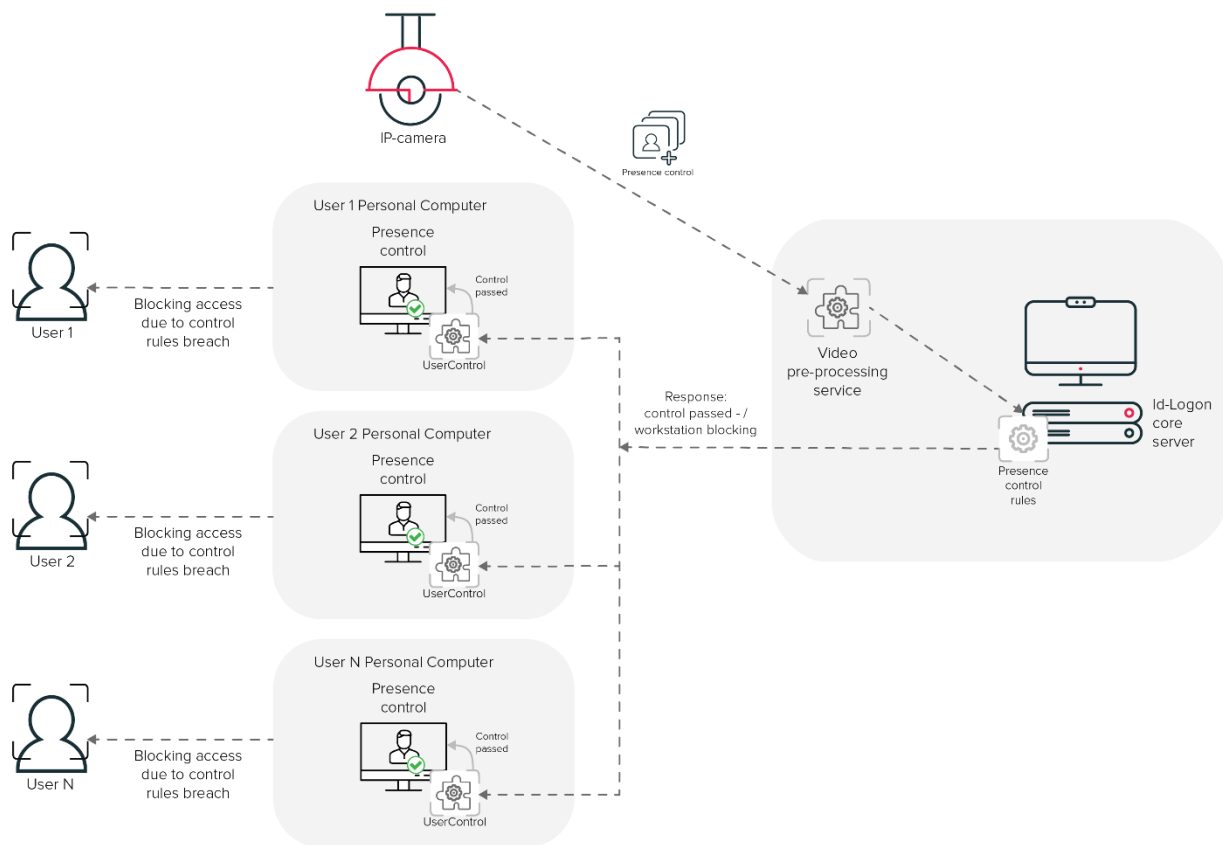 IP-camera
Presence control
User 1 Personal Computer
Presence
control
Control
passed
UserControl
User 1
Blocking access
due to control
rules breach
Video
pre-processing
service
Id-Logon
core
server
Presence
control
rules
Response:
control passed - /
workstation blocking
User 2 Personal Computer
Presence
control
Control
passed
UserControl
User 2
Blocking access
due to control
rules breach
User N Personal Computer
Presence
control
Control
passed
UserControl
User N
Blocking access
due to control
rules breach